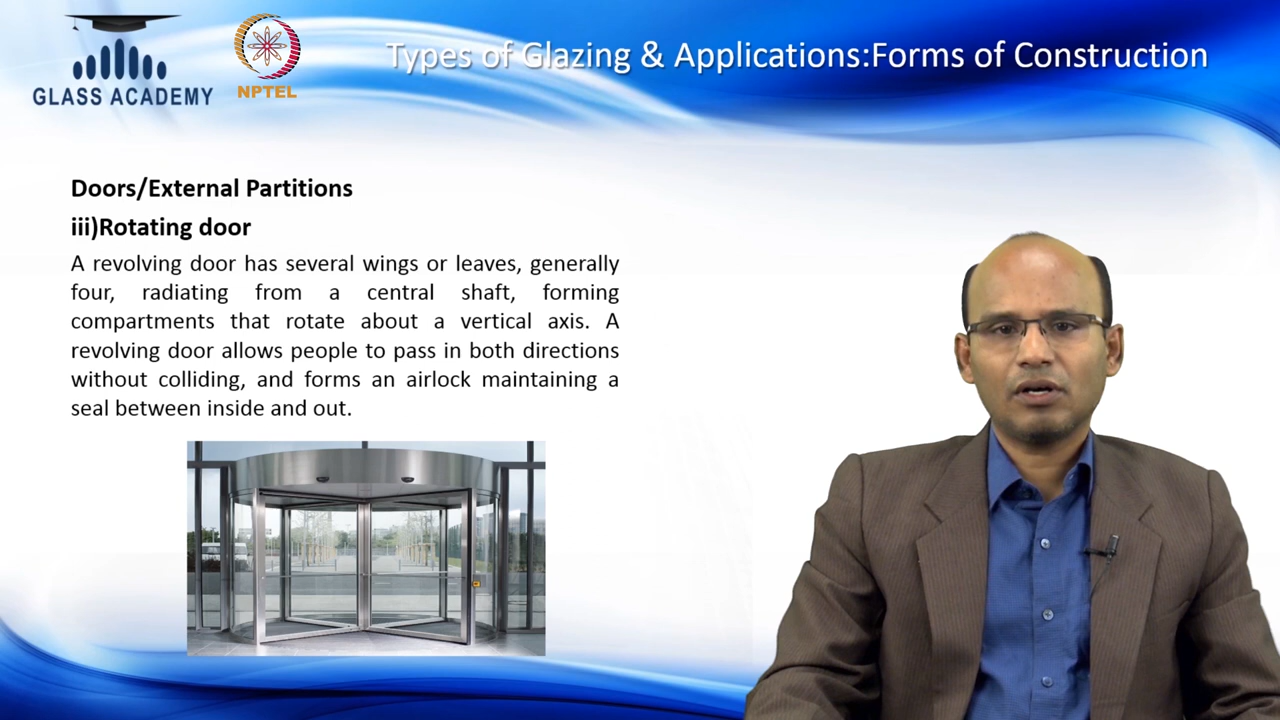 GLASS ACADEMY
NPTEL
Types of Glazing & Applications:Forms of Construction
Doors/External Partitions
iii)Rotating door
A revolving door has several wings or leaves, generally
four, radiating from a central shaft, forming
compartments that rotate about a vertical axis. A
revolving door allows people to pass in both directions
without colliding, and forms an airlock maintaining a
seal between inside and out.